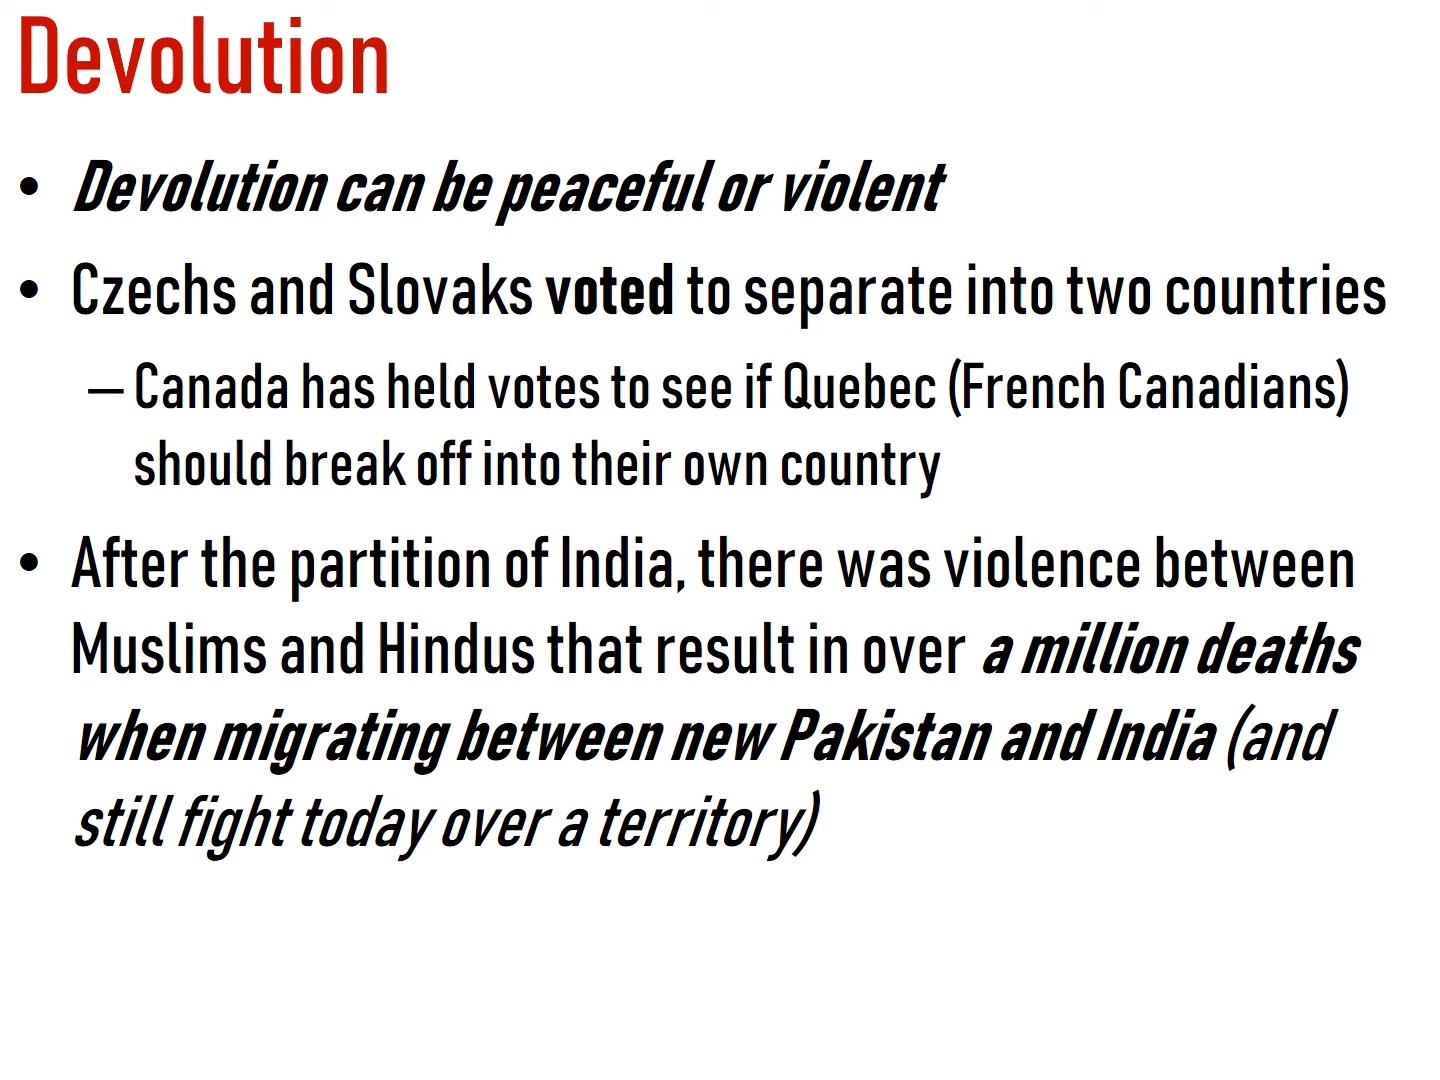 Devolution
• Devolution can be peaceful or violent
• Czechs and Slovaks voted to separate into two countries
– Canada has held votes to see if Quebec (French Canadians)
should break off into their own country
• After the partition of India, there was violence between
Muslims and Hindus that result in over a million deaths
when migrating between new Pakistan and India (and
still fight today over a territory)